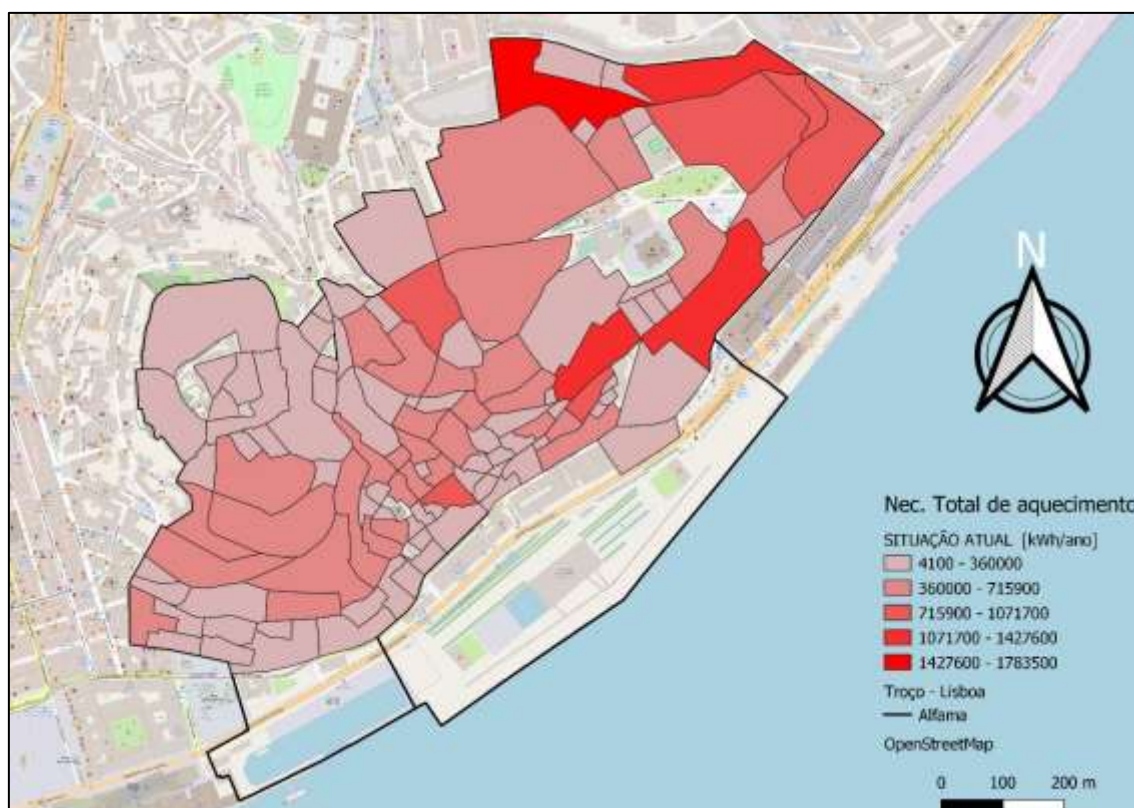 N
Nec. Total de aquecimento
SITUAÇÃO ATUAL [kWh/ano]
4100 - 360000
360000 - 715900
715900 - 1071700
1071700 - 1427600
1427600 - 1783500
Troço - Lisboa
Alfama
OpenStreetMap
0 100 200 m